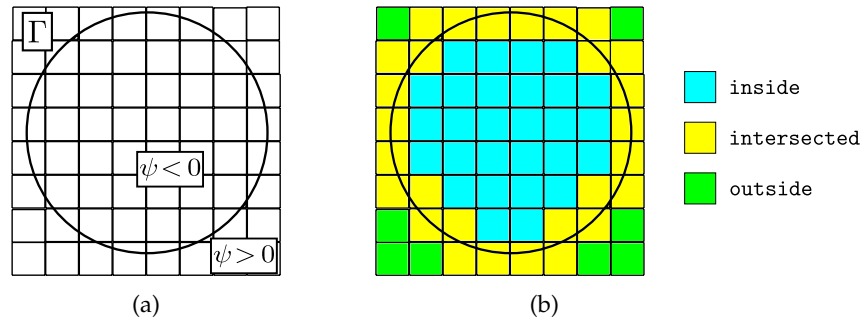 Γ
ψ < 0
ψ > 0
(a)
inside
intersected
outside
(b)